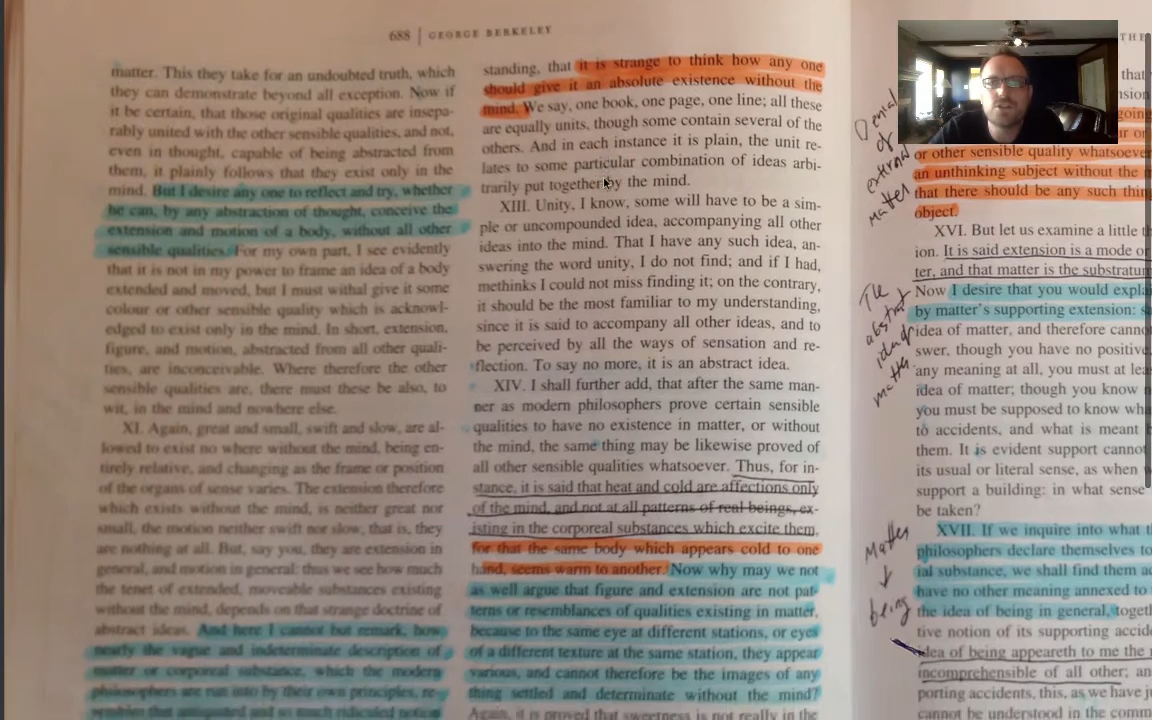 688 | GEORGE BERKELEY
matter. This they take for an undoubted truth, which
they can demonstrate beyond all exception. Now if
it be certain, that those original qualities are insepa-
rably united with the other sensible qualities, and not,
even in thought, capable of being abstracted from
them, it plainly follows that they exist only in the
mind. But I desire any one to reflect and try, whether
he can, by any abstraction of thought, conceive the
extension and motion of a body, without all other
sensible qualities. For my own part, I see evidently
that it is not in my power to frame an idea of a body
extended and moved, but I must withal give it some
colour or other sensible quality which is acknowl-
edged to exist only in the mind. In short, extension,
figure, and motion, abstracted from all other quali-
ties, are inconceivable. Where therefore the other
sensible qualities are, there must these be also, to
wit, in the mind and nowhere else.
XI. Again, great and small, swift and slow, are al-
lowed to exist no where without the mind, being en-
tirely relative, and changing as the frame or position
of the organs of sense varies. The extension therefore
which exists without the mind, is neither great nor
small, the motion neither swift nor slow, that is, they
are nothing at all. But, say you, they are extension in
general, and motion in general: thus we see how much
the tenet of extended, moveable substances existing
without the mind, depends on that strange doctrine of
abstract ideas. And here I cannot but remark, how
nearly the vague and indeterminate description of
matter or corporeal substance, which the modern
philosophers are run into by their own principles, re-
sembles that antiquated and so much ridiculed notion
standing, that it is strange to think how any one
should give it an absolute existence without the
mind. We say, one book, one page, one line; all these
are equally units, though some contain several of the
others. And in each instance it is plain, the unit re-
lates to some particular combination of ideas arbi-
trarily put together by the mind.
XIII. Unity, I know, some will have to be a sim-
ple or uncompounded idea, accompanying all other
ideas into the mind. That I have any such idea, an-
swering the word unity, I do not find; and if I had,
methinks I could not miss finding it; on the contrary,
it should be the most familiar to my understanding,
since it is said to accompany all other ideas, and to
be perceived by all the ways of sensation and re-
flection. To say no more, it is an abstract idea.
XIV. I shall further add, that after the same man-
ner as modern philosophers prove certain sensible
qualities to have no existence in matter, or without
the mind, the same thing may be likewise proved of
all other sensible qualities whatsoever. Thus, for in-
stance, it is said that heat and cold are affections only
of the mind, and not at all patterns of real beings, ex-
isting in the corporeal substances which excite them,
for that the same body which appears cold to one
hand, seems warm to another. Now why may we not
as well argue that figure and extension are not pat-
terns or resemblances of qualities existing in matter,
because to the same eye at different stations, or eyes
of a different texture at the same station, they appear
various, and cannot therefore be the images of any
thing settled and determinate without the mind?
Again, it is proved that sweetness is not really in the
THE
that
Denial
of
external
matter
or other sensible quality whatsoever
an unthinking subject without the
that there should be any such thin
object.
XVI. But let us examine a little
ion. It is said extension is a mode or
ter, and that matter is the substratum
Now I desire that you would expla
by matter's supporting extension: s
idea of matter, and therefore canno
swer, though you have no positive
any meaning at all, you must at lea
idea of matter; though you know
you must be supposed to know wh
to accidents, and what is meant
them. It is evident support cannot
its usual or literal sense, as when
support a building: in what sense
be taken?
The
abstract
idea of
matter
XVII. If we inquire into what
philosophers declare themselves to
ial substance, we shall find them ac
have no other meaning annexed to
the idea of being in general, toget
tive notion of its supporting accid
idea of being appeareth to me the
incomprehensible of all other; an
porting accidents, this, as we have j
cannot be understood in the comm
Matter
↓
being